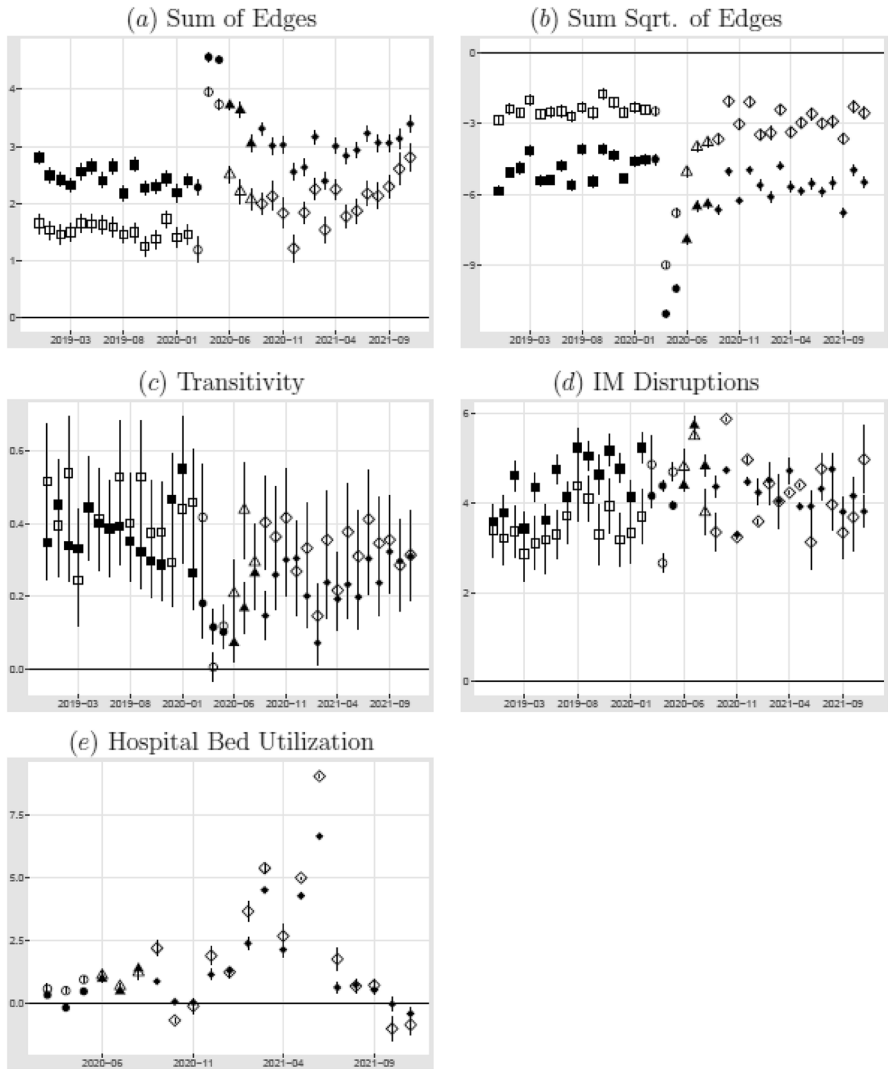 (a) Sum of Edges
4
3
2
1
0
2019-03 2019-08 2020-01 2020-06 2020-11 2021-04 2021-09
(b) Sum Sqrt. of Edges
0
-3
-6
-9
2019-03 2019-08 2020-01 2020-06 2020-11 2021-04 2021-09
(c) Transitivity
0.6
0.4
0.2
0.0
2019-03 2019-08 2020-01 2020-06 2020-11 2021-04 2021-09
(d) IM Disruptions
6
4
2
0
2019-03 2019-08 2020-01 2020-06 2020-11 2021-04 2021-09
(e) Hospital Bed Utilization
7.5
5.0
2.5
0.0
2020-06 2020-11 2021-04 2021-09